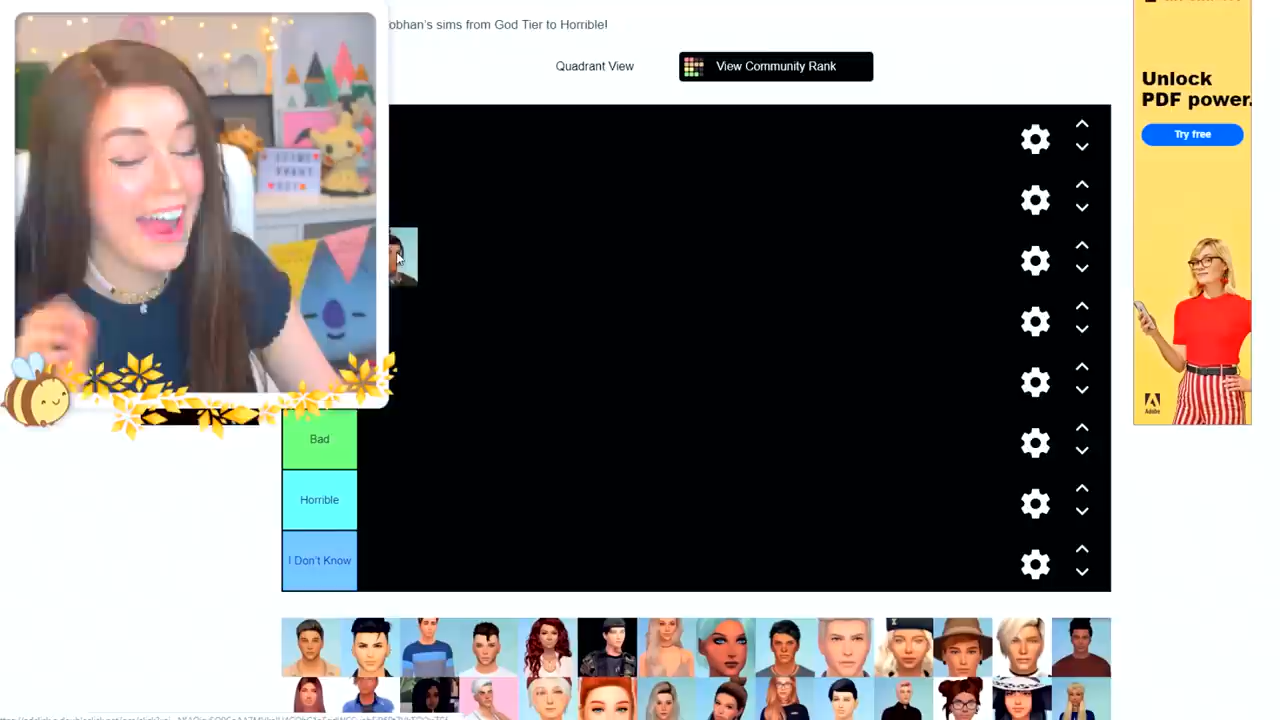 obhan's sims from God Tier to Horrible!
Quadrant View
View Community Rank
Unlock
PDF power.
Try free
Adobe
Bad
Horrible
I Don't Know